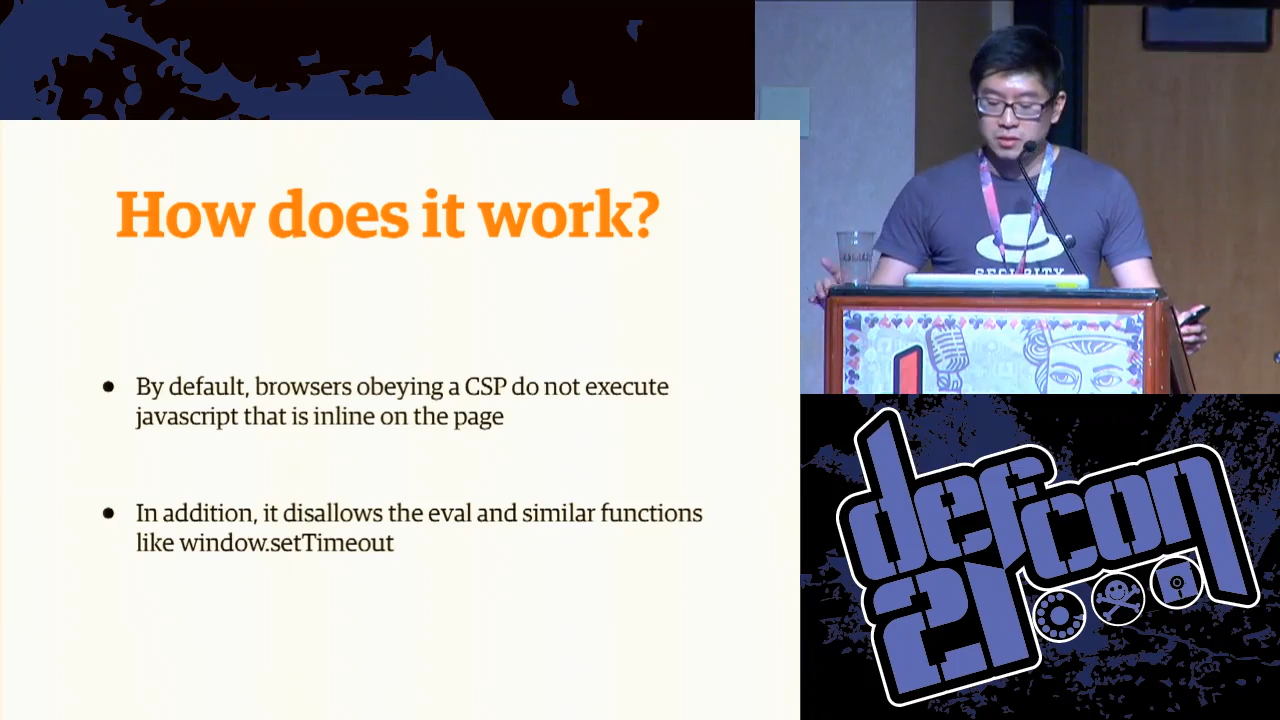 How does it work?
By default, browsers obeying a CSP do not execute
javascript that is inline on the page
In addition, it disallows the eval and similar functions
like window.setTimeout
SECURITY
defcon
21